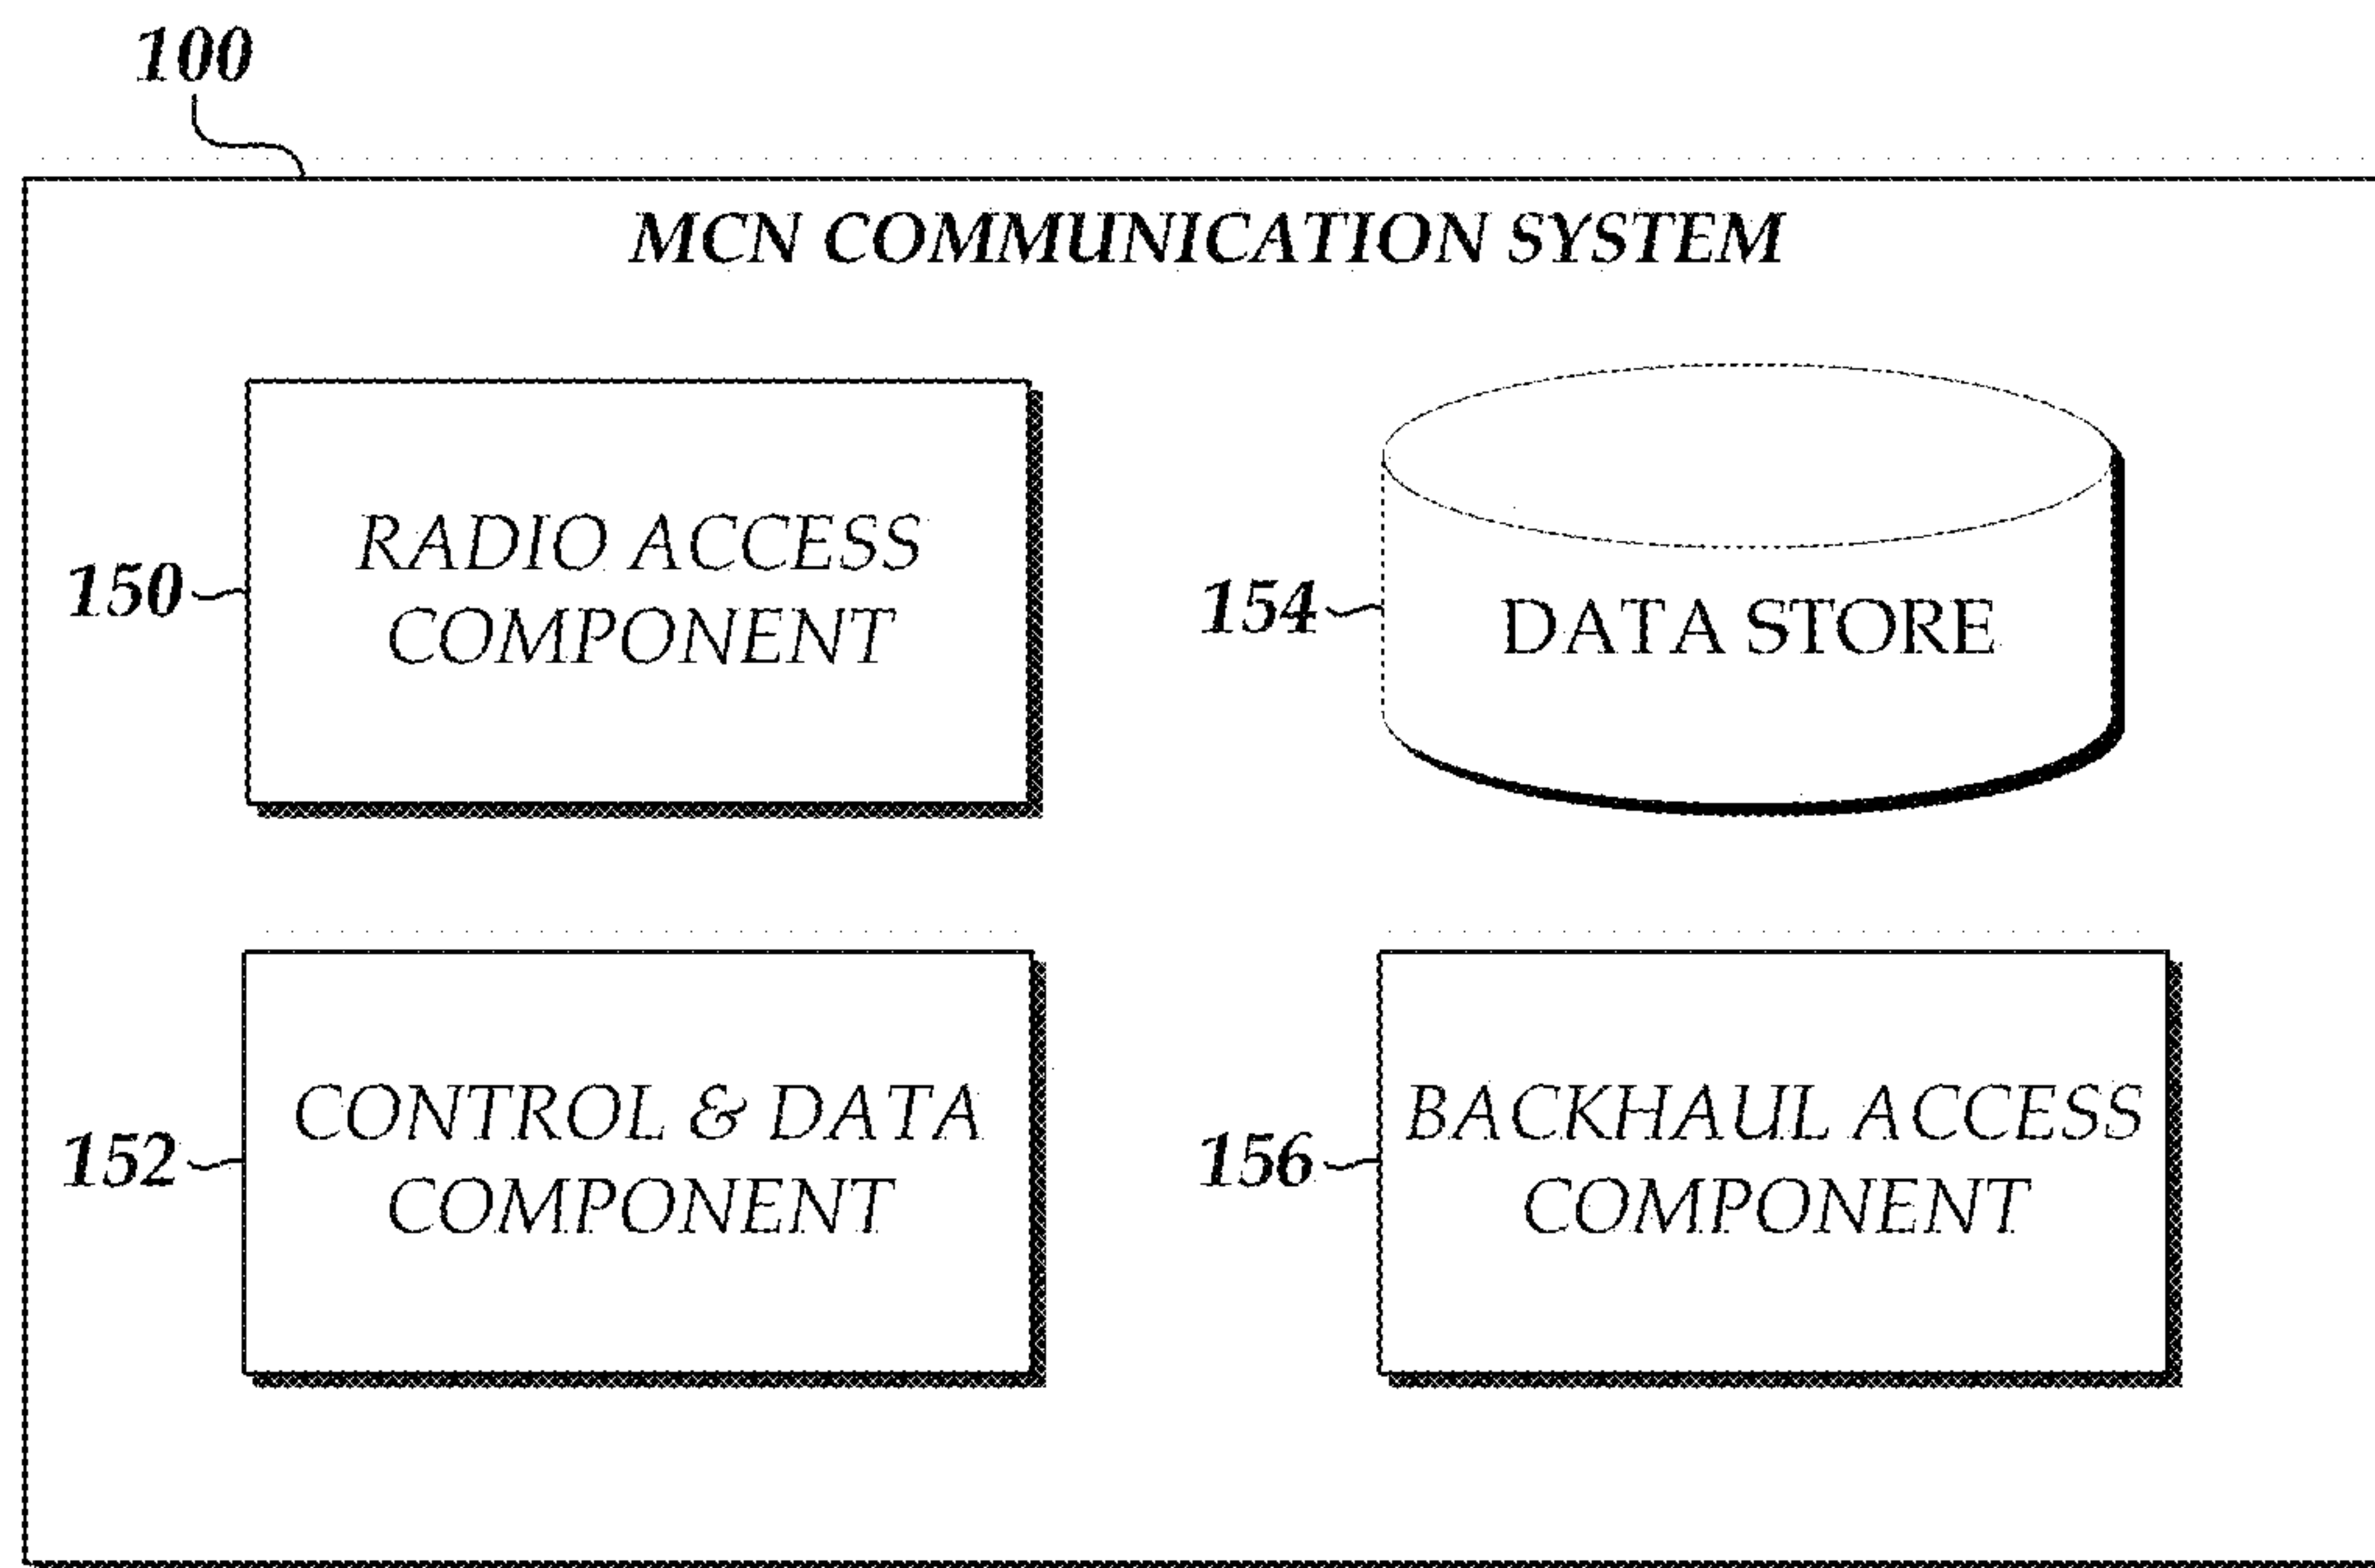 100
MCN COMMUNICATION SYSTEM
150
RADIO ACCESS
COMPONENT
154
DATA STORE
152
CONTROL & DATA
COMPONENT
156
BACKHAUL ACCESS
COMPONENT